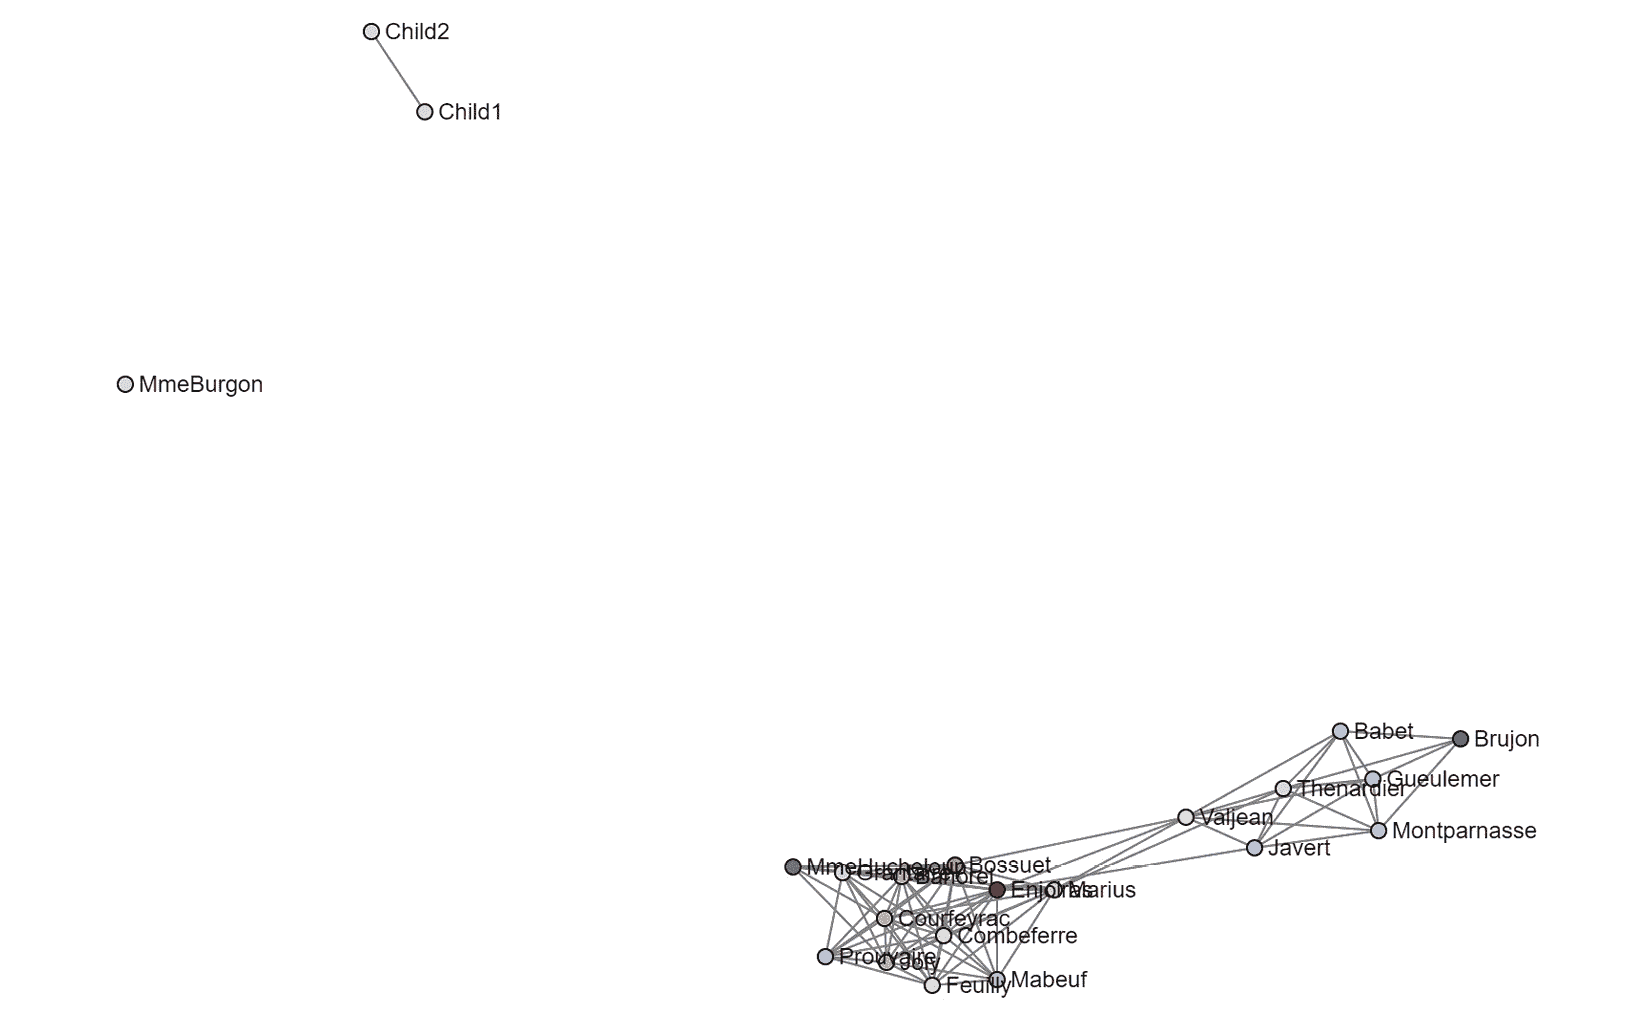 Child2
Child1
MmeBurgon
Babet
Brujon
Gueulemer
Thenardier
Valjean
Montparnasse
Javert
MmeHucheloup
Bossuet
Grantaire
Bahorel
Enjolras
Marius
Courfeyrac
Combeferre
Prouvaire
Joly
Mabeuf
Feuilly